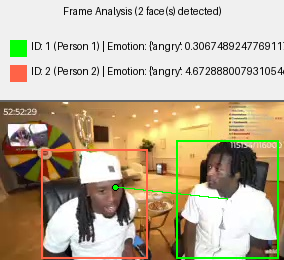 Frame Analysis (2 face(s) detected)
ID: 1 (Person 1) | Emotion: {'angry': 0.3067489247769117
ID: 2 (Person 2) | Emotion: {'angry': 4.672888007931054
52:52:29